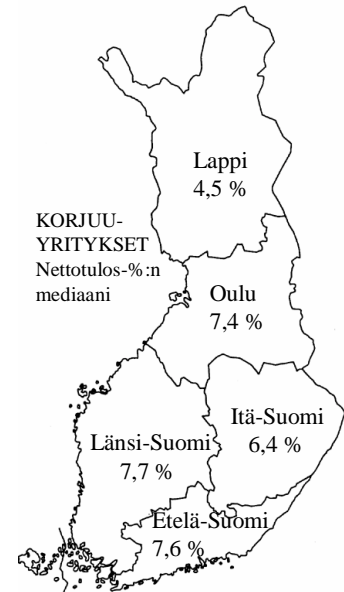 Lappi
4,5 %
KORJUU-
YRITYKSET
Nettotulos-%:n
mediaani
Oulu
7,4 %
Itä-Suomi
6,4 %
Länsi-Suomi
7,7 %
Etelä-Suomi
7,6 %